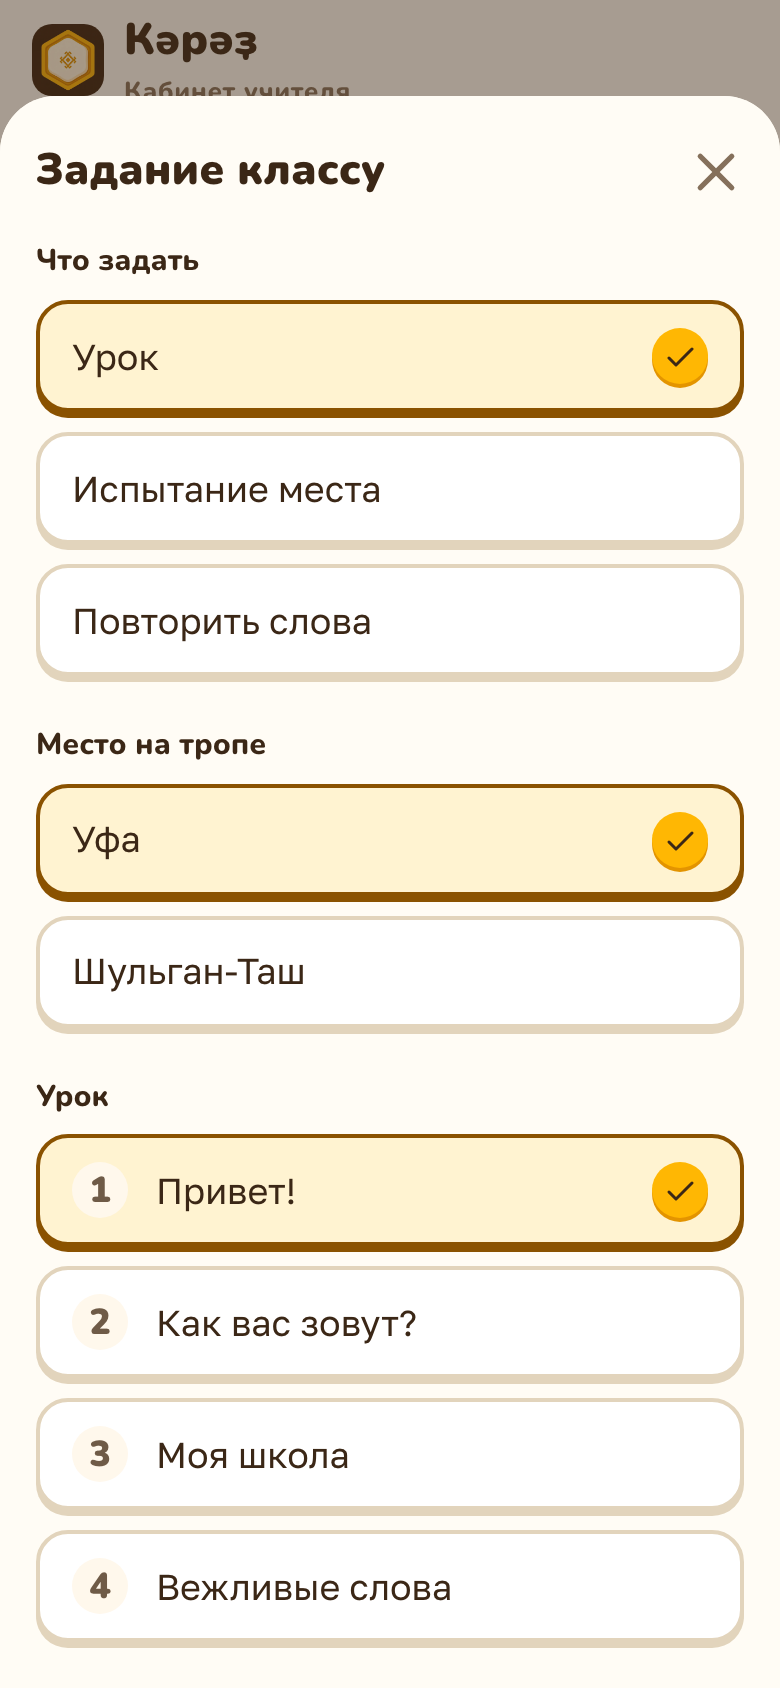 Кәрәҙ
Кабинет учителя
Задание классу
Что задать
Урок
Испытание места
Повторить слова
Место на тропе
Уфа
Шульган-Таш
Урок
1 Привет!
2 Как вас зовут?
3 Моя школа
4 Вежливые слова